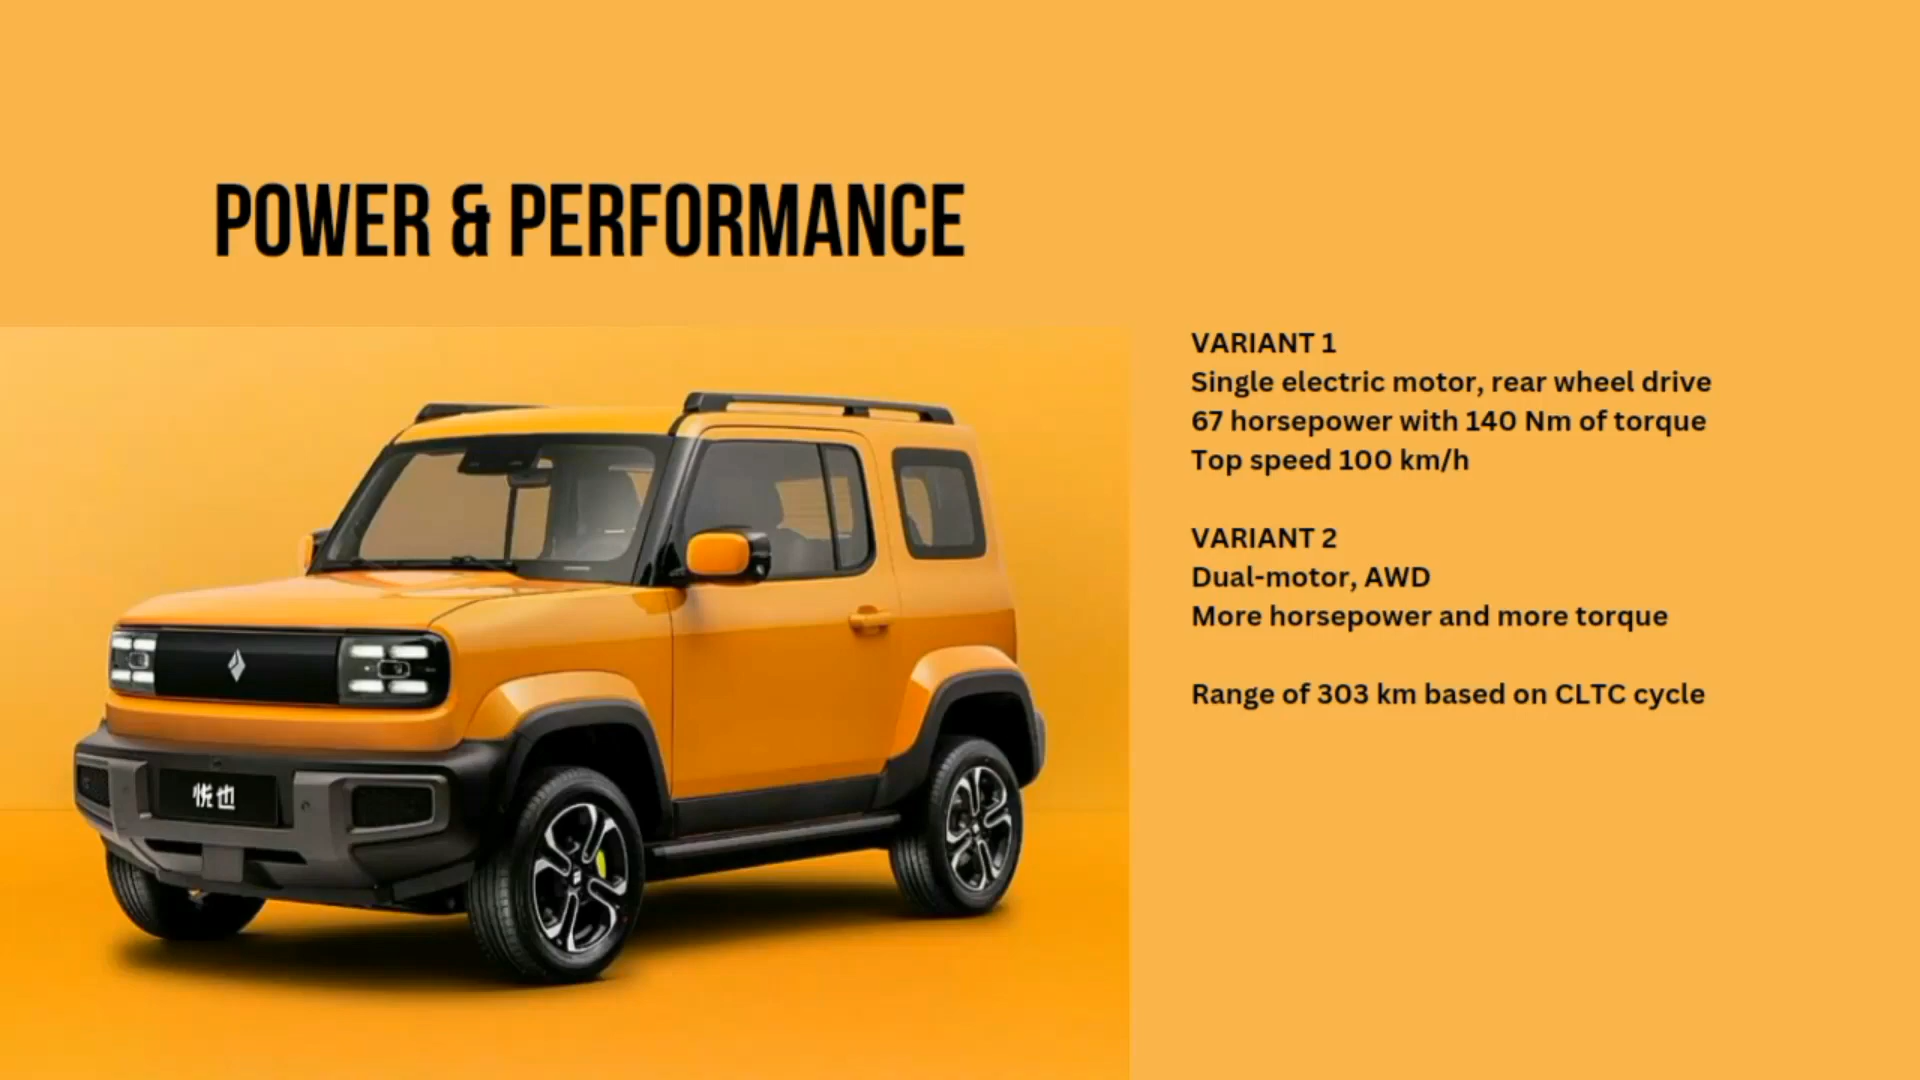 POWER & PERFORMANCE
VARIANT 1
Single electric motor, rear wheel drive
67 horsepower with 140 Nm of torque
Top speed 100 km/h
VARIANT 2
Dual-motor, AWD
More horsepower and more torque
Range of 303 km based on CLTC cycle
悦也